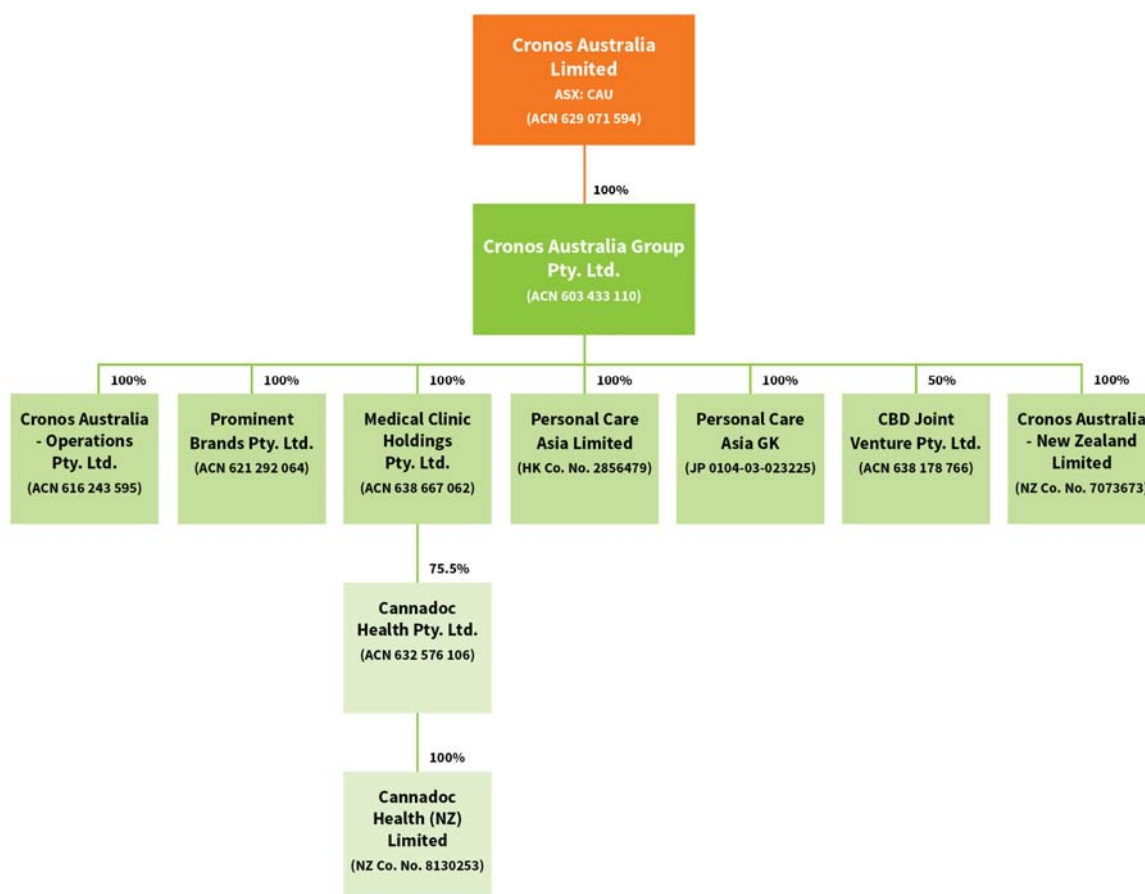 Cronos Australia
Limited
ASX: CAU
(ACN 629 071 594)
100%
Cronos Australia Group
Pty. Ltd.
(ACN 603 433 110)
100%
Cronos Australia
- Operations
Pty. Ltd.
(ACN 616 243 595)
100%
Prominent
Brands Pty. Ltd.
(ACN 621 292 064)
100%
Medical Clinic
Holdings
Pty. Ltd.
(ACN 638 667 062)
100%
Personal Care
Asia Limited
(HK Co. No. 2856479)
100%
Personal Care
Asia GK
(JP 0104-03-023225)
50%
CBD Joint
Venture Pty. Ltd.
(ACN 638 178 766)
100%
Cronos Australia
- New Zealand
Limited
(NZ Co. No. 7073673)
75.5%
Cannadoc
Health Pty. Ltd.
(ACN 632 576 106)
100%
Cannadoc
Health (NZ)
Limited
(NZ Co. No. 8130253)